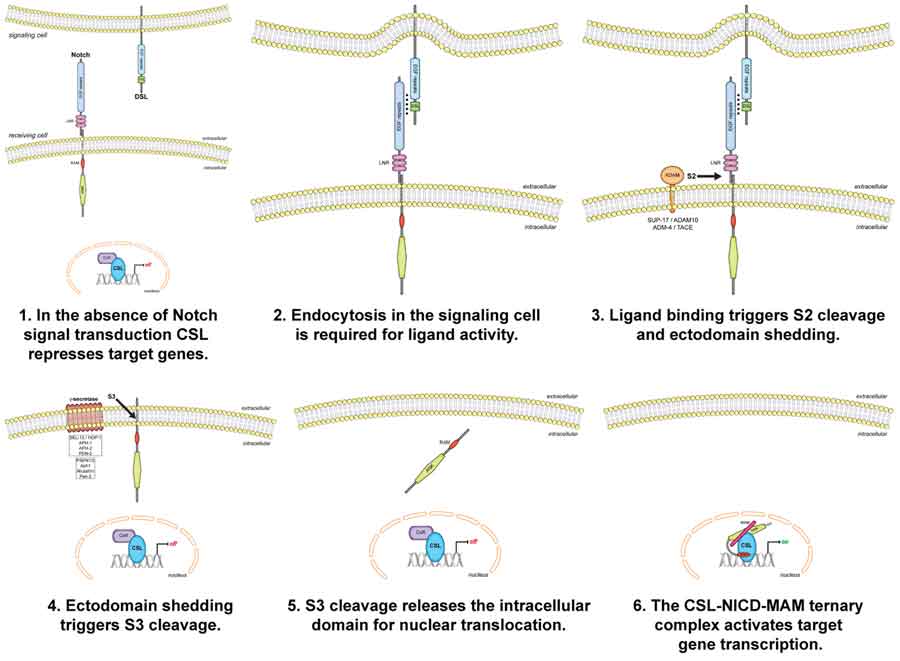 signaling cell
Notch
EGF repeats
LNR
EGF repeats
DSL
DSL
receiving cell
extracellular
intracellular
RAM
ANK
CoR
CSL
off
nucleus
1. In the absence of Notch
signal transduction CSL
represses target genes.
EGF repeats
DSL
EGF repeats
LNR
extracellular
intracellular
2. Endocytosis in the signaling cell
is required for ligand activity.
EGF repeats
DSL
EGF repeats
LNR
ADAM
S2
extracellular
intracellular
SUP-17 / ADAM10
ADM-4 / TACE
3. Ligand binding triggers S2 cleavage
and ectodomain shedding.
γ-secretase
S3
extracellular
intracellular
SEL-12 / HOP-1
APH-1
APH-2
PEN-2
Aph1
Nicastrin
Pen-2
CoR
CSL
off
nucleus
4. Ectodomain shedding
triggers S3 cleavage.
extracellular
intracellular
RAM
ANK
CoR
CSL
off
nucleus
5. S3 cleavage releases the intracellular
domain for nuclear translocation.
extracellular
intracellular
CSL
on
nucleus
6. The CSL-NICD-MAM ternary
complex activates target
gene transcription.